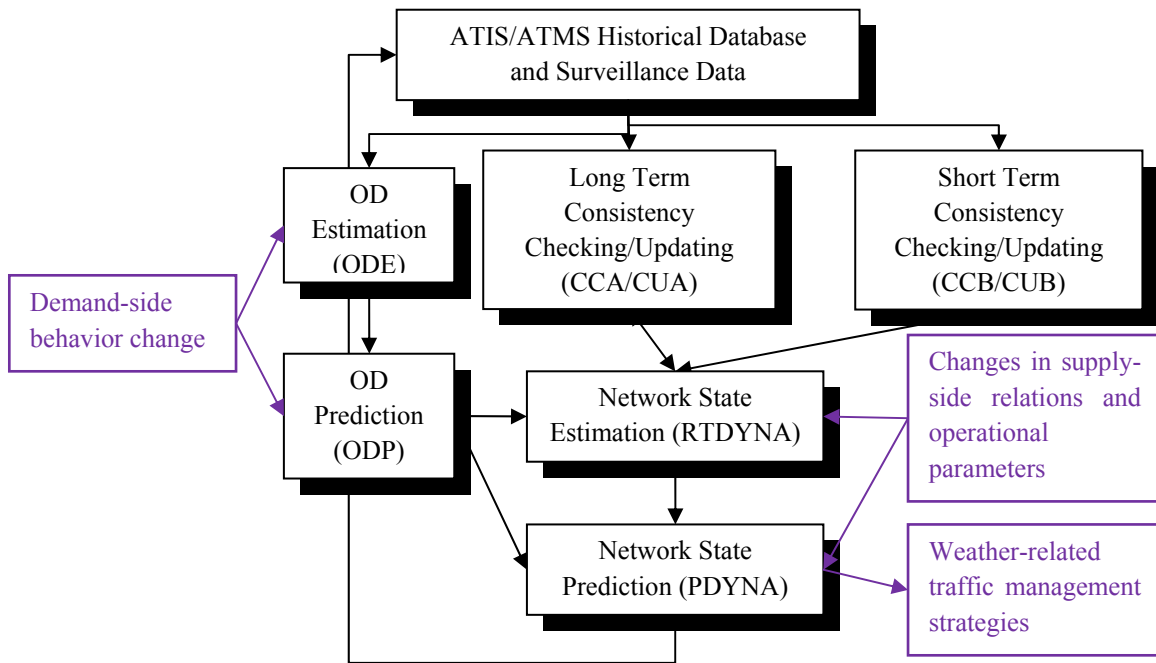 ATIS/ATMS Historical Database
and Surveillance Data
OD
Estimation
(ODE)
Long Term
Consistency
Checking/Updating
(CCA/CUA)
Short Term
Consistency
Checking/Updating
(CCB/CUB)
Demand-side
behavior change
OD
Prediction
(ODP)
Network State
Estimation (RTDYNA)
Changes in supply-
side relations and
operational
parameters
Network State
Prediction (PDYNA)
Weather-related
traffic management
strategies